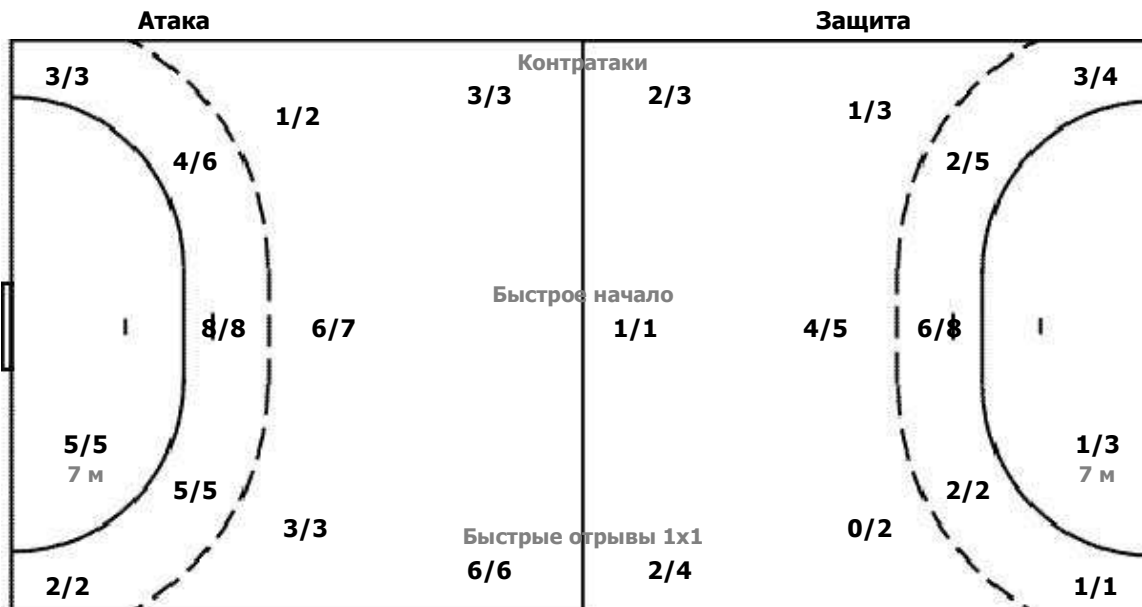 Атака Защита
Контратаки
3/3 3/4
3/3 2/3
1/2 1/3
4/6 2/5
Быстрое начало
8/8 6/7 1/1 4/5 6/8
5/5 1/3
7 м 7 м
5/5 2/2
3/3 0/2
Быстрые отрывы 1x1
6/6 2/4
2/2 1/1